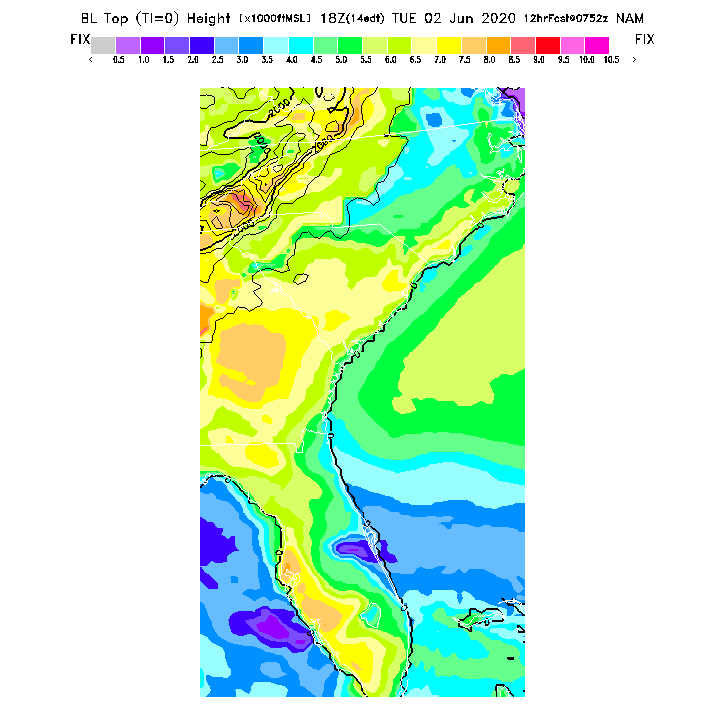 BL Top (TI=0) Height [x1000ftMSL] 18Z(14edt) TUE 02 Jun 2020 12hrFcst@0752z NAM
FIX FIX
< 0.5 1.0 1.5 2.0 2.5 3.0 3.5 4.0 4.5 5.0 5.5 6.0 6.5 7.0 7.5 8.0 8.5 9.0 9.5 10.0 10.5 >
2000
2000
2000